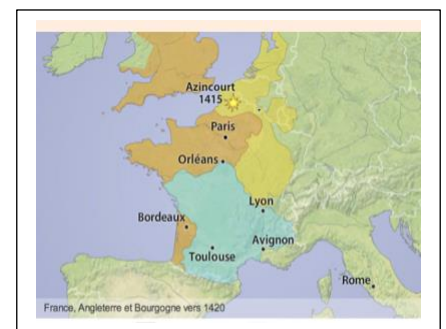 Azincourt
1415
Paris
Orléans
Lyon
Bordeaux
Avignon
Toulouse
Rome
France, Angleterre et Bourgogne vers 1420